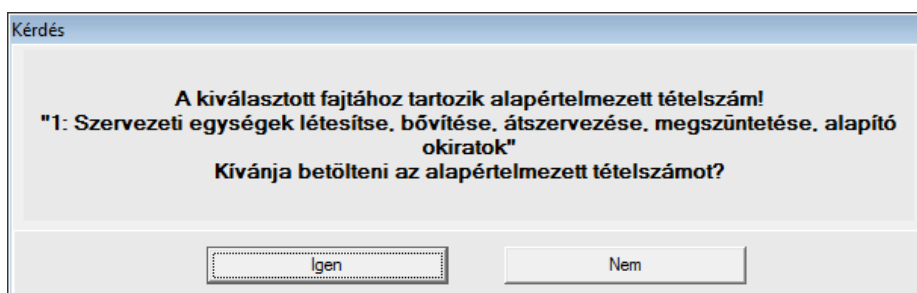 Kérdés
A kiválasztott fajtához tartozik alapértelmezett tételszám!
"1: Szervezeti egységek létesítse, bővítése, átszervezése, megszüntetése, alapító
okiratok"
Kívánja betölteni az alapértelmezett tételszámot?
Igen
Nem